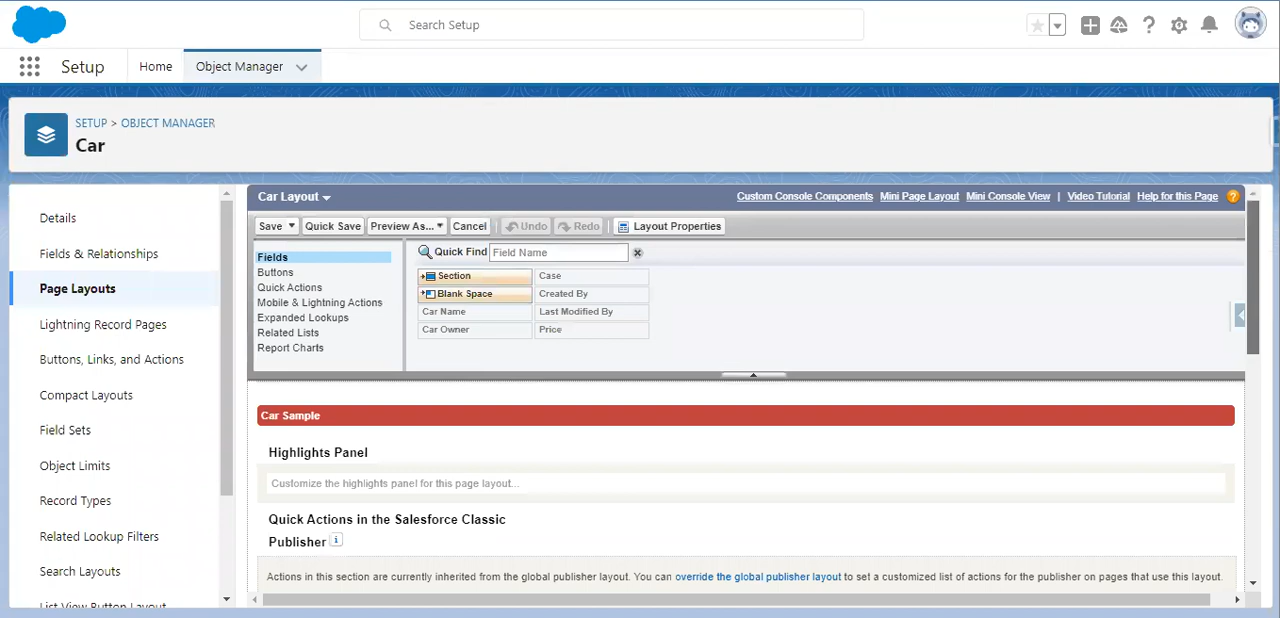 Search Setup
Setup
Home
Object Manager
SETUP > OBJECT MANAGER
Car
Details
Fields & Relationships
Page Layouts
Lightning Record Pages
Buttons, Links, and Actions
Compact Layouts
Field Sets
Object Limits
Record Types
Related Lookup Filters
Search Layouts
List View Button Layout
Car Layout
Custom Console Components
Mini Page Layout
Mini Console View
|
Video Tutorial
Help for this Page
?
Save
Quick Save
Preview As...
Cancel
Undo
Redo
Layout Properties
Fields
Buttons
Quick Actions
Mobile & Lightning Actions
Expanded Lookups
Related Lists
Report Charts
Quick Find
Field Name
Section
Case
Blank Space
Created By
Car Name
Last Modified By
Car Owner
Price
Car Sample
Highlights Panel
Customize the highlights panel for this page layout...
Quick Actions in the Salesforce Classic
Publisher i
Actions in this section are currently inherited from the global publisher layout. You can override the global publisher layout to set a customized list of actions for the publisher on pages that use this layout.